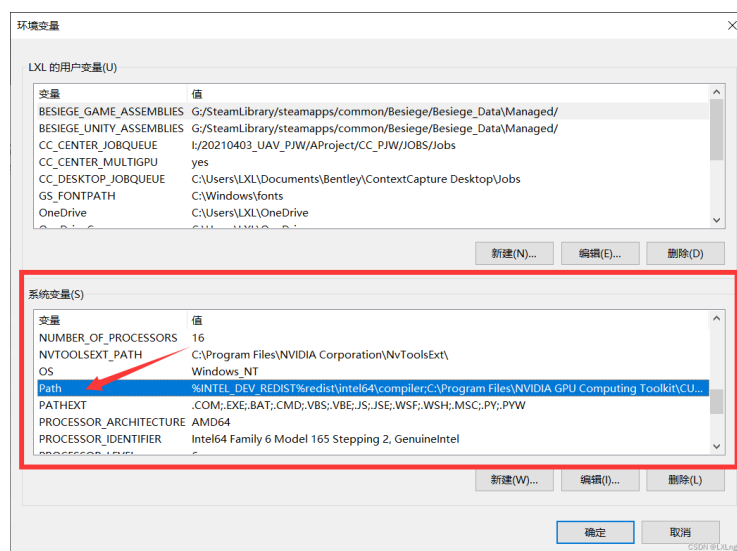 环境变量
LXL 的用户变量(U)
变量 值
BESIEGE_GAME_ASSEMBLIES G:/SteamLibrary/steamapps/common/Besiege/Besiege_Data\Managed/
BESIEGE_UNITY_ASSEMBLIES G:/SteamLibrary/steamapps/common/Besiege/Besiege_Data\Managed/
CC_CENTER_JOBQUEUE I:/20210403_UAV_PJW/AProject/CC_PJW/JOBS/Jobs
CC_CENTER_MULTIGPU yes
CC_DESKTOP_JOBQUEUE C:\Users\LXL\Documents\Bentley\ContextCapture Desktop\Jobs
GS_FONTPATH C:\Windows\fonts
OneDrive C:\Users\LXL\OneDrive
新建(N)... 编辑(E)... 删除(D)
系统变量(S)
变量 值
NUMBER_OF_PROCESSORS 16
NVTOOLSEXT_PATH C:\Program Files\NVIDIA Corporation\NvToolsExt\
OS Windows_NT
Path %INTEL_DEV_REDIST%redist\intel64\compiler;C:\Program Files\NVIDIA GPU Computing Toolkit\CU...
PATHEXT .COM;.EXE;.BAT;.CMD;.VBS;.VBE;.JS;.JSE;.WSF;.WSH;.MSC;.PY;.PYW
PROCESSOR_ARCHITECTURE AMD64
PROCESSOR_IDENTIFIER Intel64 Family 6 Model 165 Stepping 2, GenuineIntel
新建(W)... 编辑(I)... 删除(L)
确定 取消
CSDN @LXLng